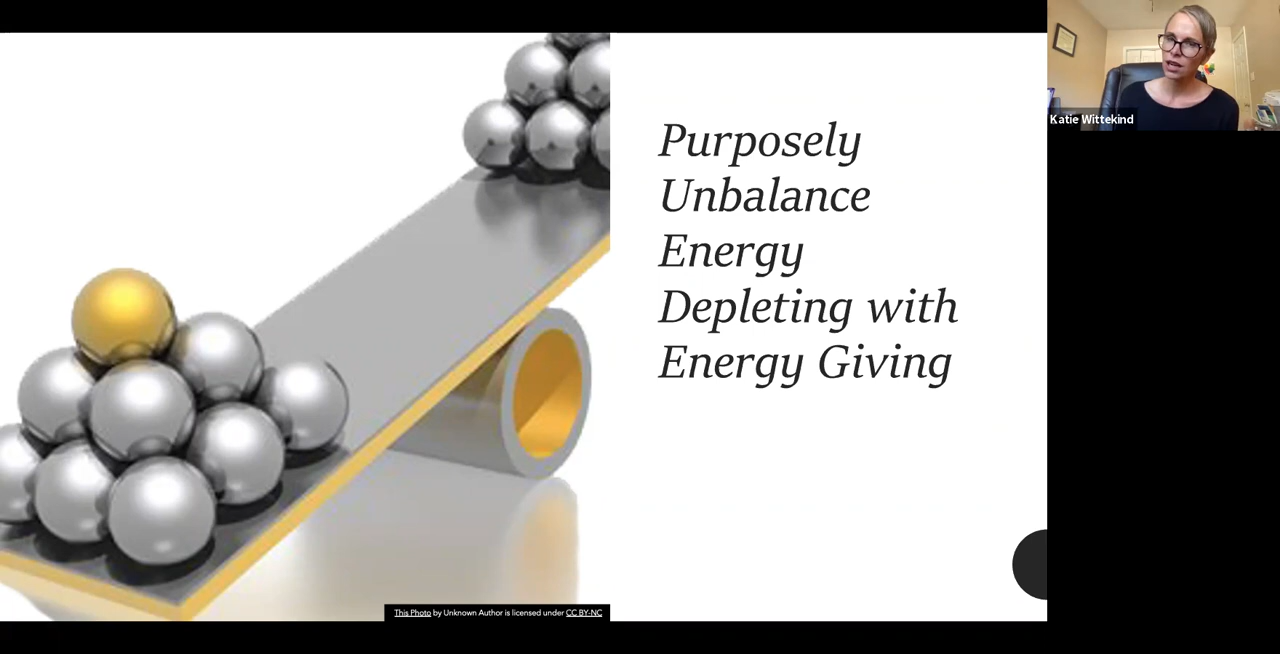 Purposely
Unbalance
Energy
Depleting with
Energy Giving
Katie Wittekind
This Photo by Unknown Author is licensed under CC BY-NC